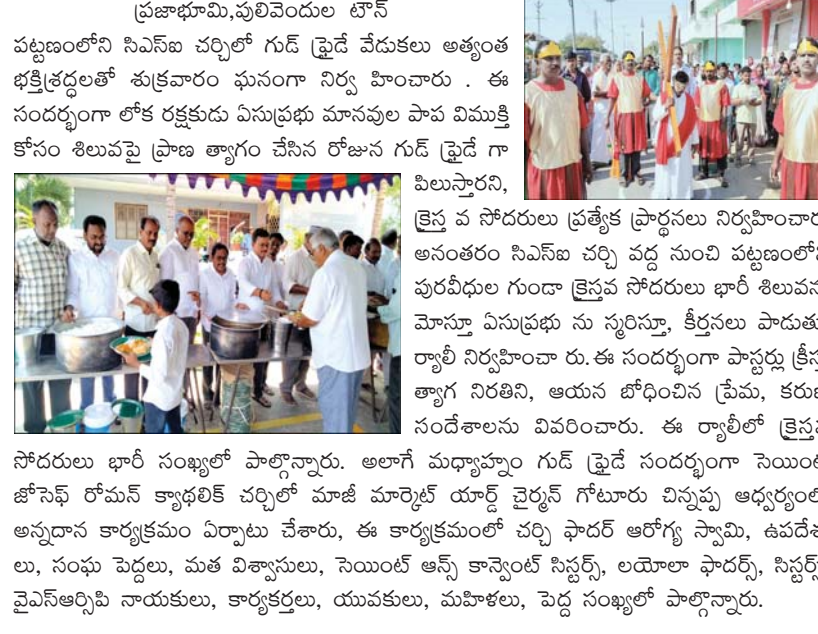 ప్రజాభూమి,పులివెందుల టౌన్
పట్టణంలోని సిఎస్ఐ చర్చిలో గుడ్ ఫ్రైడే వేడుకలు అత్యంత
భక్తిశ్రద్ధలతో శుక్రవారం ఘనంగా నిర్వ హించారు . ఈ
సందర్భంగా లోక రక్షకుడు ఏసుప్రభు మానవుల పాప విముక్తి
కోసం శిలువపై ప్రాణ త్యాగం చేసిన రోజున గుడ్ ఫ్రైడే గా
పిలుస్తారని,
క్రైస్త వ సోదరులు ప్రత్యేక ప్రార్థనలు నిర్వహించారు
అనంతరం సిఎస్ఐ చర్చి వద్ద నుంచి పట్టణంలోని
పురవీధుల గుండా క్రైస్తవ సోదరులు భారీ శిలువను
మోస్తూ ఏసుప్రభు ను స్మరిస్తూ, కీర్తనలు పాడుతూ
ర్యాలీ నిర్వహించా రు.ఈ సందర్భంగా పాస్టర్లు క్రీస్తు
త్యాగ నిరతిని, ఆయన బోధించిన ప్రేమ, కరుణ
సందేశాలను వివరించారు. ఈ ర్యాలీలో క్రైస్తవ
సోదరులు భారీ సంఖ్యలో పాల్గొన్నారు. అలాగే మధ్యాహ్నం గుడ్ ఫ్రైడే సందర్భంగా సెయింట్
జోసెఫ్ రోమన్ క్యాథలిక్ చర్చిలో మాజీ మార్కెట్ యార్డ్ చైర్మన్ గోటూరు చిన్నప్ప ఆధ్వర్యంలో
అన్నదాన కార్యక్రమం ఏర్పాటు చేశారు, ఈ కార్యక్రమంలో చర్చి ఫాదర్ ఆరోగ్య స్వామి, ఉపదేశ
లు, సంఘ పెద్దలు, మత విశ్వాసులు, సెయింట్ ఆన్స్ కాన్వెంట్ సిస్టర్స్, లయోలా ఫాదర్స్, సిస్టర్స్
వైఎస్ఆర్సిపి నాయకులు, కార్యకర్తలు, యువకులు, మహిళలు, పెద్ద సంఖ్యలో పాల్గొన్నారు.